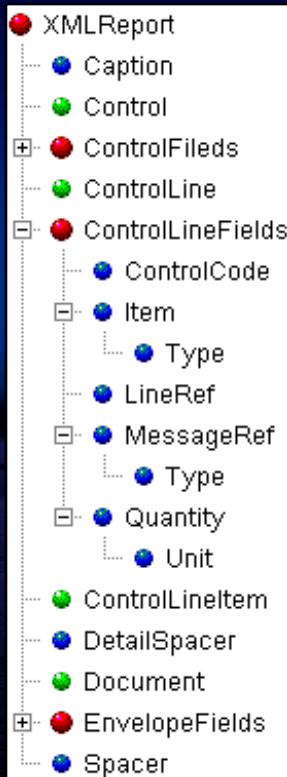 XMLReport
Caption
Control
ControlFileds
ControlLine
ControlLineFields
ControlCode
Item
Type
LineRef
MessageRef
Type
Quantity
Unit
ControlLineItem
DetailSpacer
Document
EnvelopeFields
Spacer